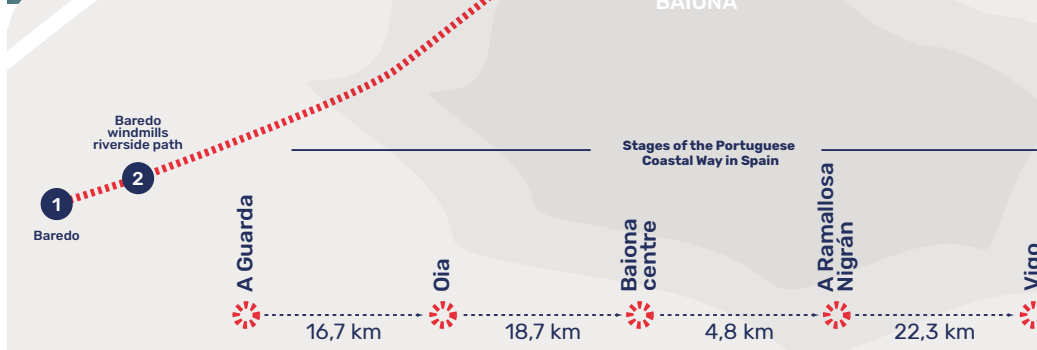 BAIONA
Baredo
windmills
riverside path
2
1
Baredo
Stages of the Portuguese
Coastal Way in Spain
A Guarda
Oia
Baiona
centre
A Ramallosa
Nigrán
Vigo
16,7 km
18,7 km
4,8 km
22,3 km